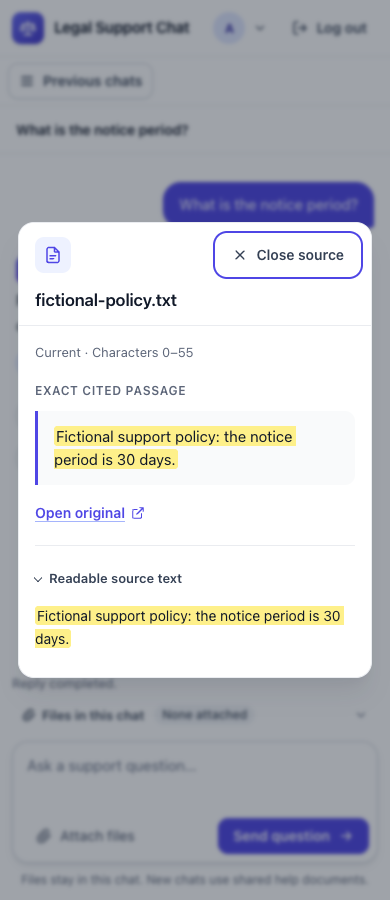 Legal Support Chat
A
Log out
Previous chats
What is the notice period?
What is the notice period?
Close source
fictional-policy.txt
Current · Characters 0–55
EXACT CITED PASSAGE
Fictional support policy: the notice
period is 30 days.
Open original
Readable source text
Fictional support policy: the notice period is 30
days.
Reply completed.
Files in this chat
None attached
Ask a support question...
Attach files
Send question
Files stay in this chat. New chats use shared help documents.